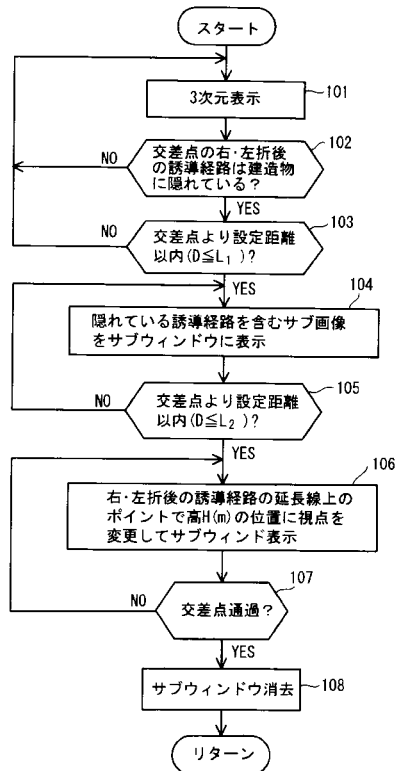 スタート
3次元表示
101
102
交差点の右・左折後
の誘導経路は建造物
に隠れている?
NO
YES
103
交差点より設定距離
以内(D≦L1)?
NO
YES
104
隠れている誘導経路を含むサブ画像
をサブウィンドウに表示
105
交差点より設定距離
以内(D≦L2)?
NO
YES
106
右・左折後の誘導経路の延長線上の
ポイントで高H(m)の位置に視点を
変更してサブウィンド表示
107
交差点通過?
NO
YES
サブウィンドウ消去
108
リターン